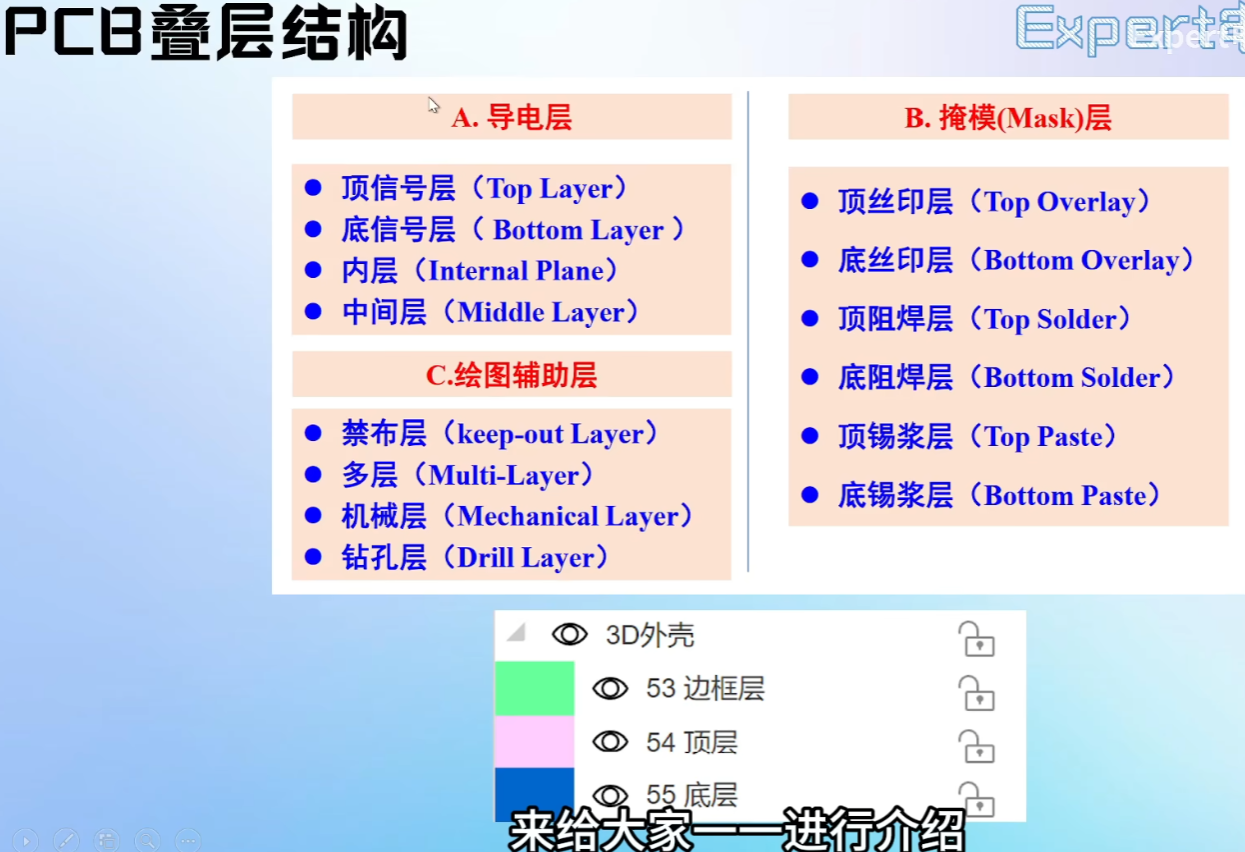 PCB叠层结构
Expert
A. 导电层
顶信号层（Top Layer）
底信号层（ Bottom Layer ）
内层（Internal Plane）
中间层（Middle Layer）
C.绘图辅助层
禁布层（keep-out Layer）
多层（Multi-Layer）
机械层（Mechanical Layer）
钻孔层（Drill Layer）
B. 掩模(Mask)层
顶丝印层（Top Overlay）
底丝印层（Bottom Overlay）
顶阻焊层（Top Solder）
底阻焊层（Bottom Solder）
顶锡浆层（Top Paste）
底锡浆层（Bottom Paste）
3D外壳
53 边框层
54 顶层
55 底层
来给大家一一进行介绍